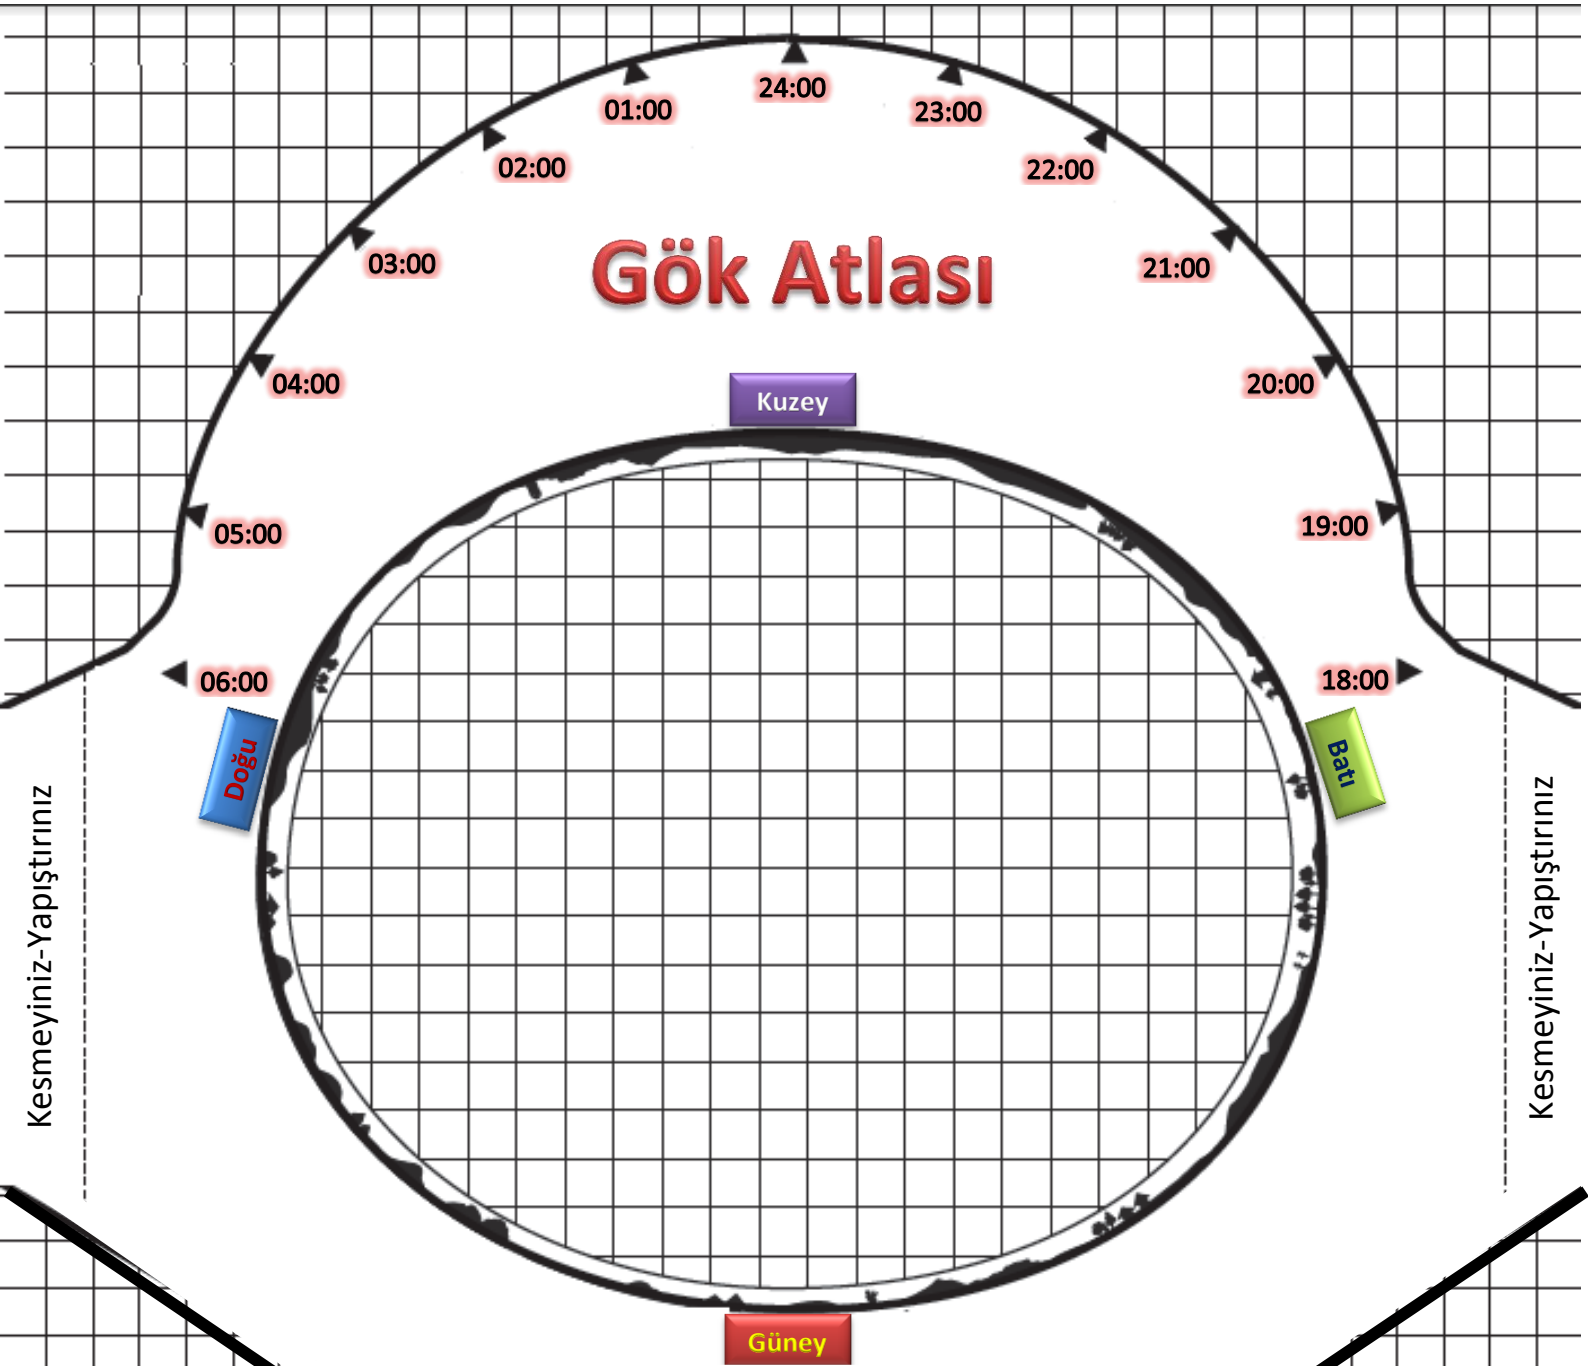 24:00
01:00
23:00
02:00
22:00
03:00
21:00
Gök Atlası
04:00
20:00
Kuzey
05:00
19:00
06:00
18:00
Doğu
Batı
Kesmeyiniz-Yapıştırınız
Kesmeyiniz-Yapıştırınız
Güney